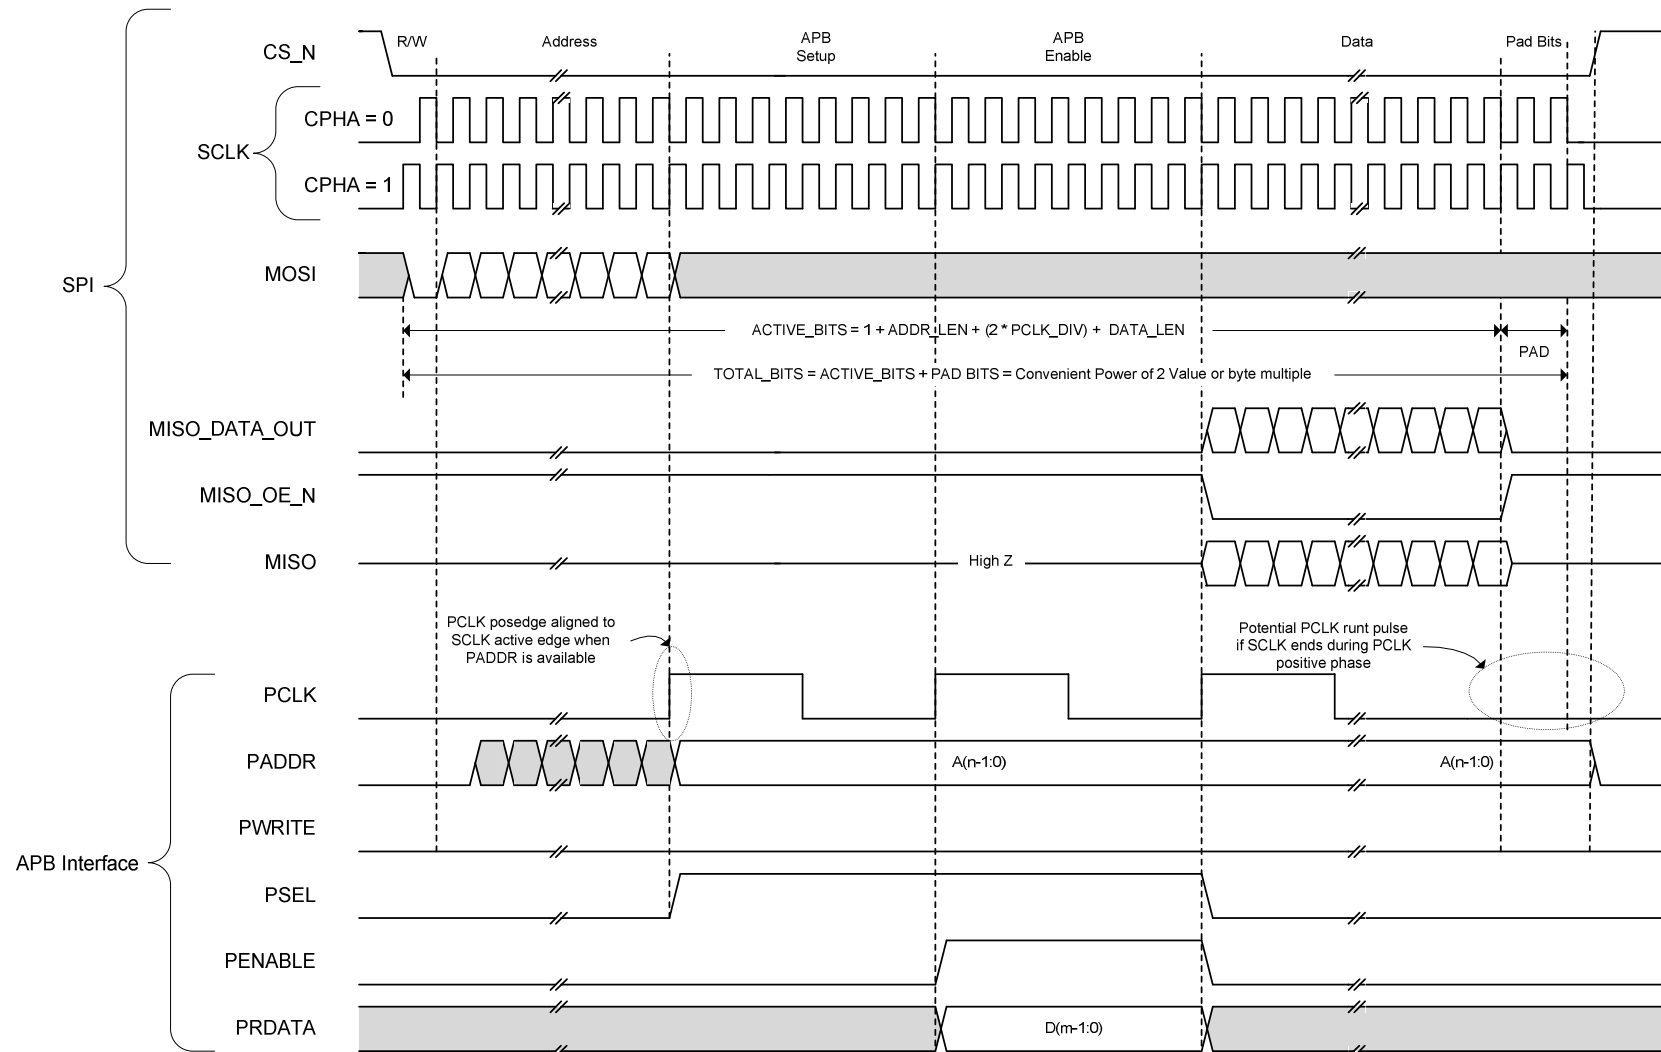 R/W
Address
APB
Setup
APB
Enable
Data
Pad Bits
CS_N
CPHA = 0
SCLK
CPHA = 1
MOSI
SPI
ACTIVE_BITS = 1 + ADDR_LEN + (2 * PCLK_DIV) + DATA_LEN
PAD
TOTAL_BITS = ACTIVE_BITS + PAD BITS = Convenient Power of 2 Value or byte multiple
MISO_DATA_OUT
MISO_OE_N
MISO
High Z
PCLK posedge aligned to
SCLK active edge when
PADDR is available
Potential PCLK runt pulse
if SCLK ends during PCLK
positive phase
PCLK
PADDR
A(n-1:0)
A(n-1:0)
PWRITE
APB Interface
PSEL
PENABLE
PRDATA
D(m-1:0)